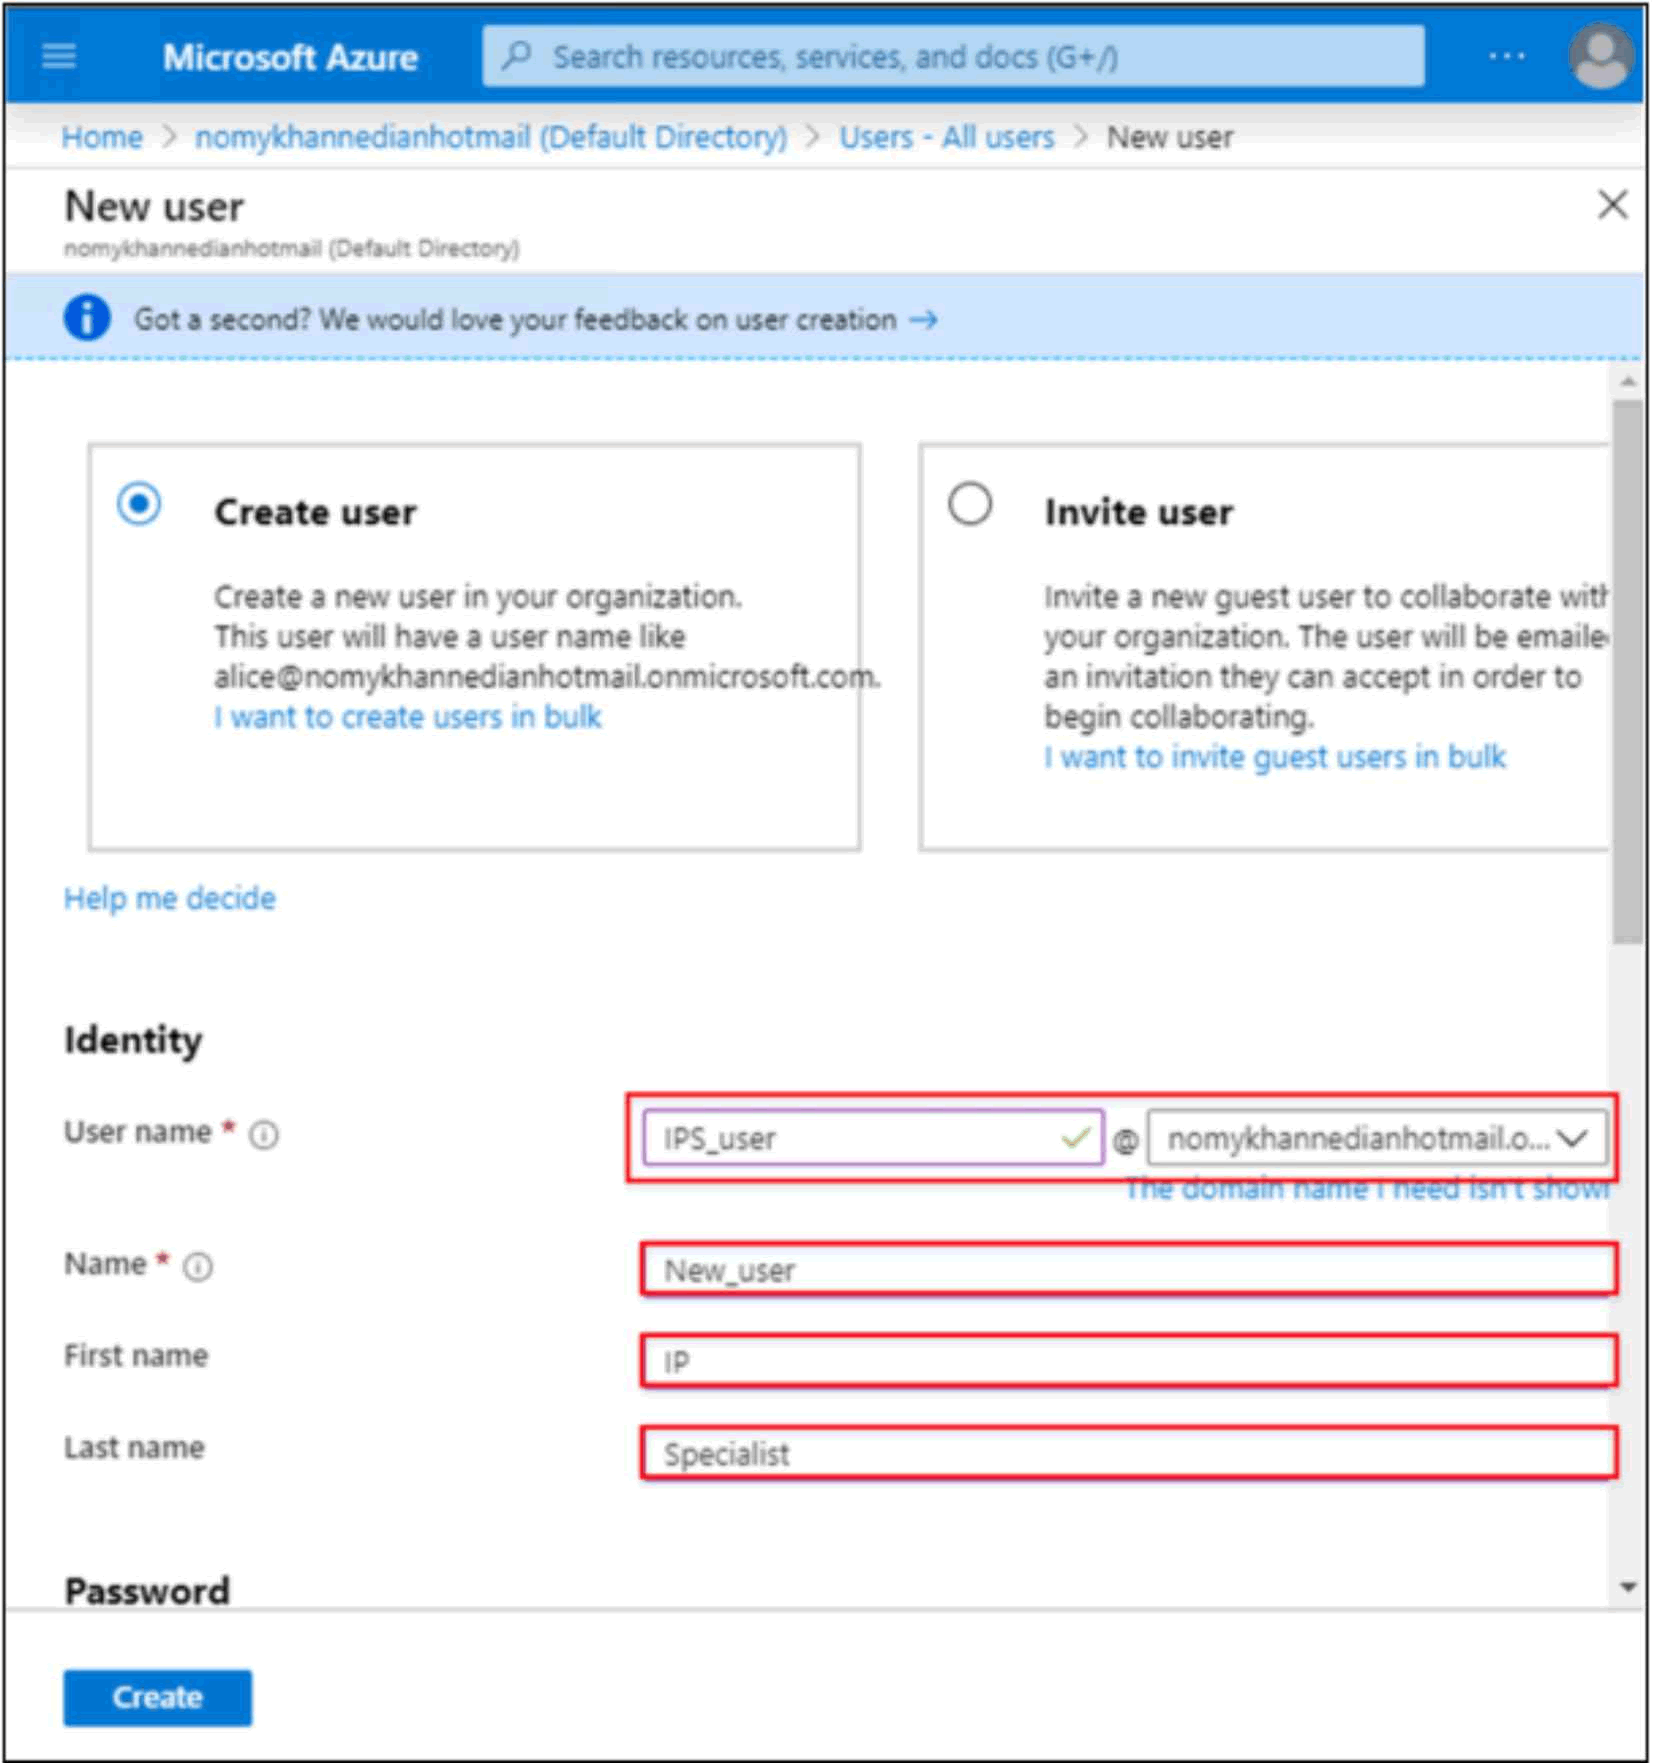 Microsoft Azure
Search resources, services, and docs (G+/)
Home > nomykhannedianhotmail (Default Directory) > Users - All users > New user
New user
nomykhannedianhotmail (Default Directory)
Got a second? We would love your feedback on user creation →
Create user
Create a new user in your organization.
This user will have a user name like
alice@nomykhannedianhotmail.onmicrosoft.com.
I want to create users in bulk
Invite user
Invite a new guest user to collaborate with
your organization. The user will be emaile
an invitation they can accept in order to
begin collaborating.
I want to invite guest users in bulk
Help me decide
Identity
User name *
IPS_user @ nomykhannedianhotmail.o...
The domain name I need isn't shown
Name *
New_user
First name
IP
Last name
Specialist
Password
Create